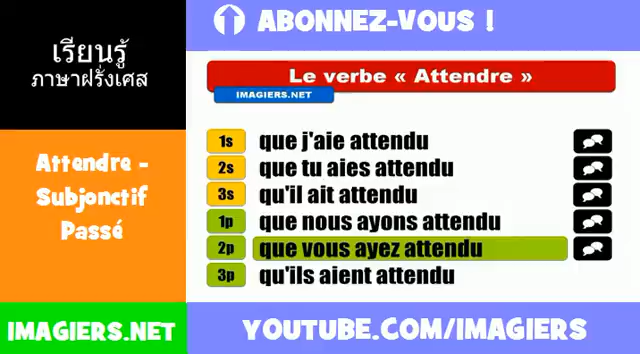 เรียนรู้
ภาษาฝรั่งเศส
Attendre -
Subjonctif
Passé
IMAGIERS.NET
ABONNEZ-VOUS !
Le verbe « Attendre »
IMAGIERS.NET
1s que j'aie attendu
2s que tu aies attendu
3s qu'il ait attendu
1p que nous ayons attendu
2p que vous ayez attendu
3p qu'ils aient attendu
YOUTUBE.COM/IMAGIERS